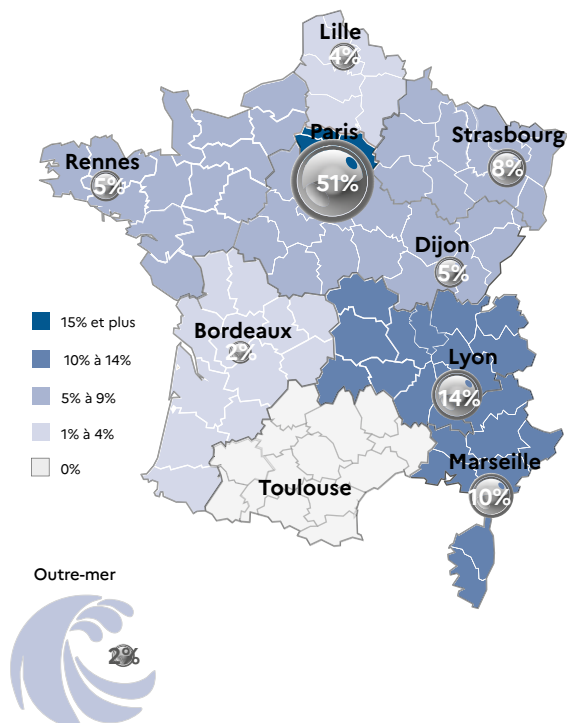 Lille
4%
Paris
51%
Strasbourg
8%
Rennes
5%
Dijon
5%
15% et plus
10% à 14%
5% à 9%
1% à 4%
0%
Bordeaux
2%
Lyon
14%
Marseille
10%
Toulouse
Outre-mer
2%